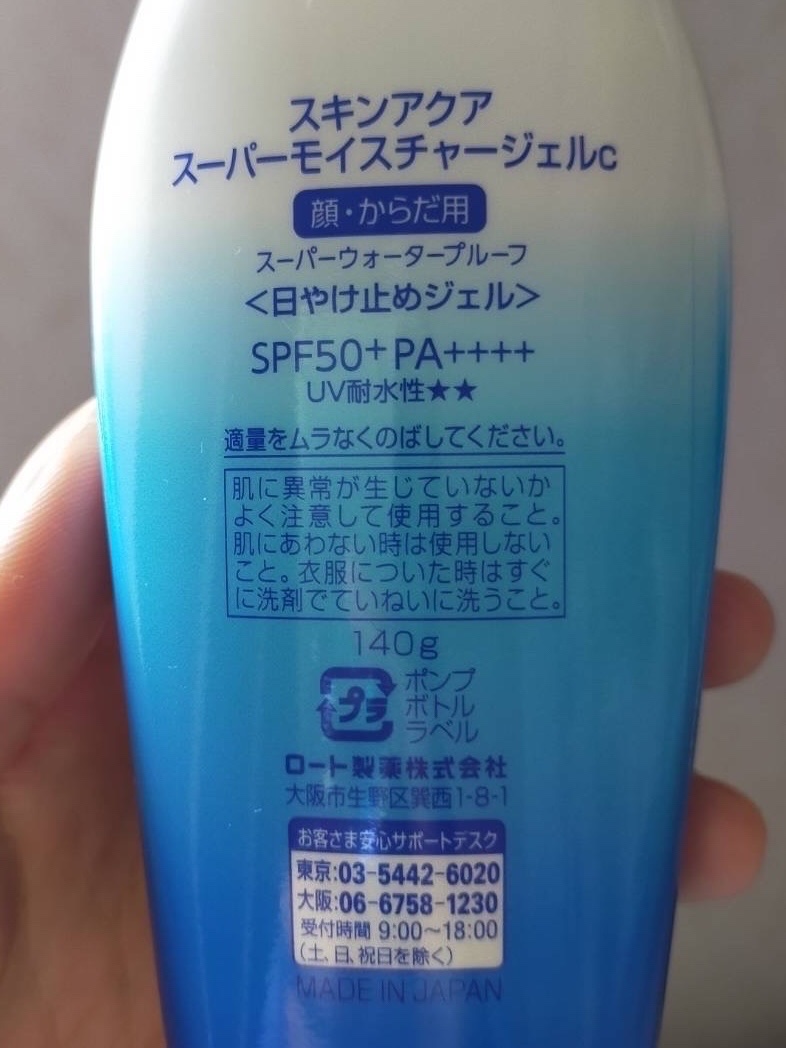 スキンアクア
スーパーモイスチャージェルc
顔・からだ用
スーパーウォータープルーフ
<日やけ止めジェル>
SPF50+ PA++++
UV耐水性★★
適量をムラなくのばしてください。
肌に異常が生じていないか
よく注意して使用すること。
肌にあわない時は使用しない
こと。衣服についた時はすぐ
に洗剤でていねいに洗うこと。
140g
プラ
ポンプ
ボトル
ラベル
ロート製薬株式会社
大阪市生野区巽西1-8-1
お客さま安心サポートデスク
東京:03-5442-6020
大阪:06-6758-1230
受付時間 9:00～18:00
(土、日、祝日を除く)
MADE IN JAPAN